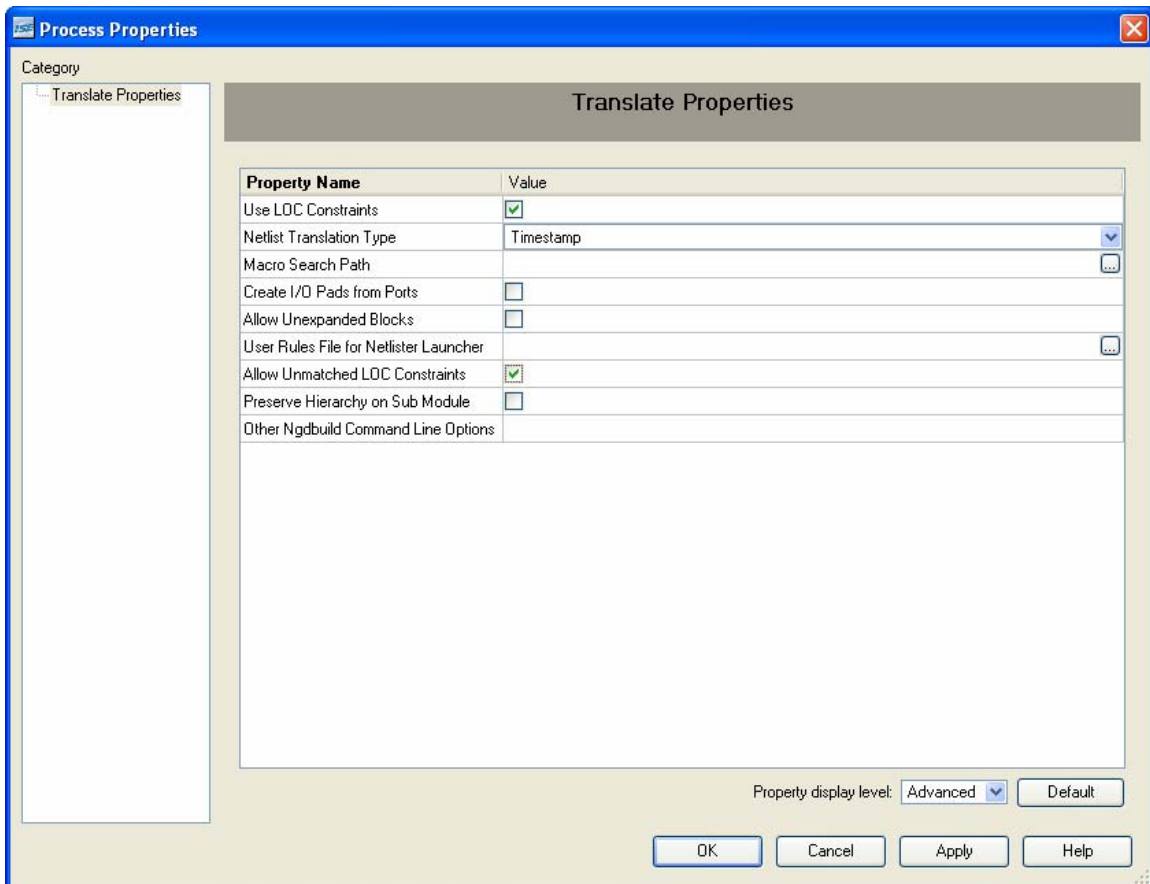 ISE Process Properties
Category
Translate Properties
Translate Properties
Property Name Value
Use LOC Constraints
Netlist Translation Type Timestamp
Macro Search Path ...
Create I/O Pads from Ports
Allow Unexpanded Blocks
User Rules File for Netlister Launcher ...
Allow Unmatched LOC Constraints
Preserve Hierarchy on Sub Module
Other Ngdbuild Command Line Options
Property display level: Advanced Default
OK Cancel Apply Help